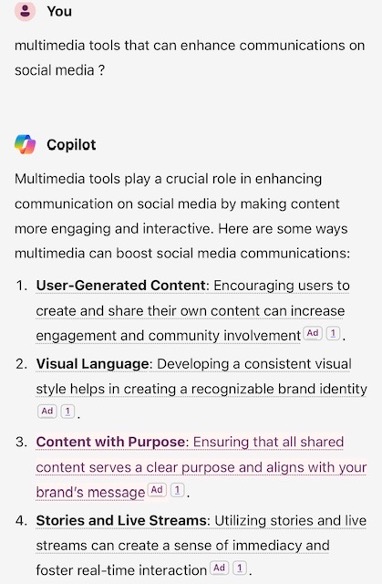 You
multimedia tools that can enhance communications on
social media ?
Copilot
Multimedia tools play a crucial role in enhancing
communication on social media by making content
more engaging and interactive. Here are some ways
multimedia can boost social media communications:
1. User-Generated Content: Encouraging users to
create and share their own content can increase
engagement and community involvement Ad 1 .
2. Visual Language: Developing a consistent visual
style helps in creating a recognizable brand identity
Ad 1 .
3. Content with Purpose: Ensuring that all shared
content serves a clear purpose and aligns with your
brand's message Ad 1 .
4. Stories and Live Streams: Utilizing stories and live
streams can create a sense of immediacy and
foster real-time interaction Ad 1 .